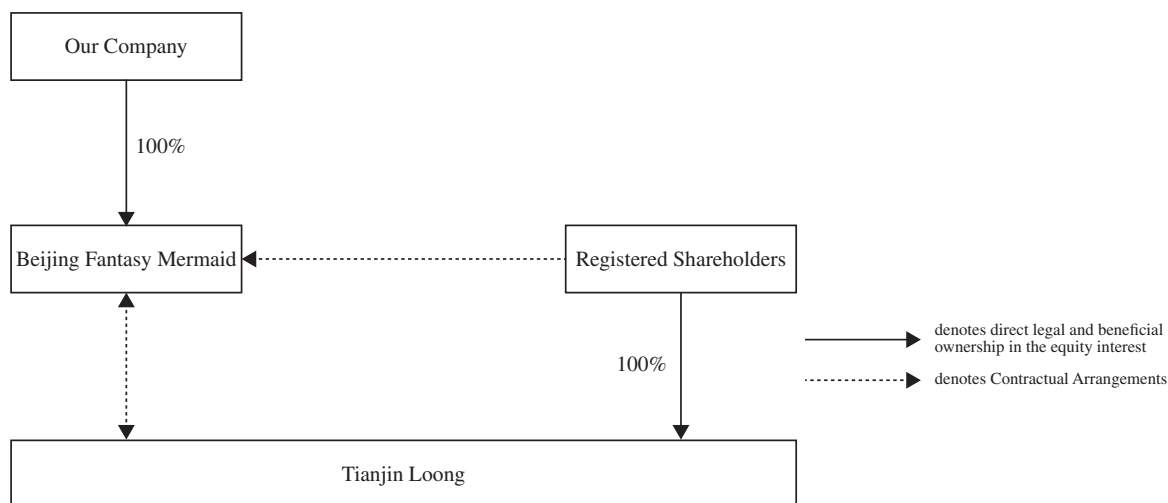 Our Company
100%
Beijing Fantasy Mermaid
Registered Shareholders
denotes direct legal and beneficial
ownership in the equity interest
100%
denotes Contractual Arrangements
Tianjin Loong